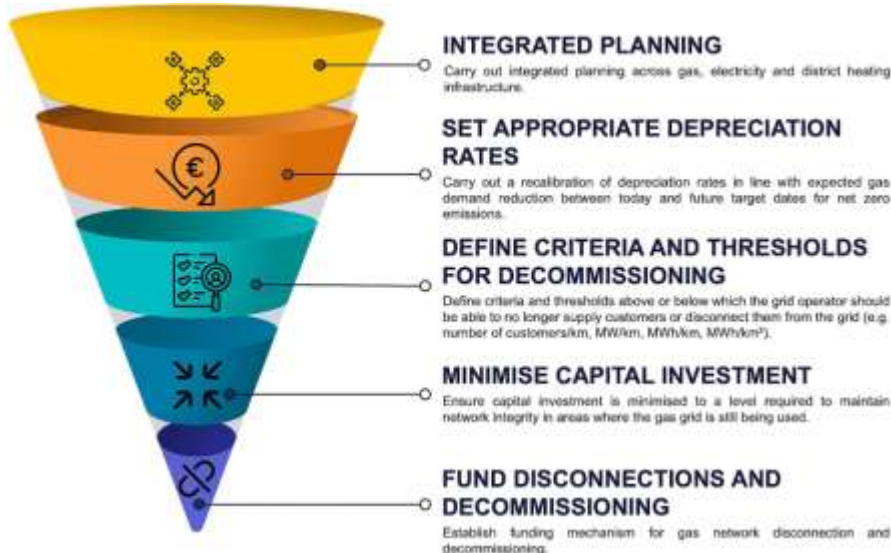 INTEGRATED PLANNING
Carry out integrated planning across gas, electricity and district heating
infrastructure.
SET APPROPRIATE DEPRECIATION
RATES
Carry out a recalibration of depreciation rates in line with expected gas
demand reduction between today and future target dates for net zero
emissions.
DEFINE CRITERIA AND THRESHOLDS
FOR DECOMMISSIONING
Define criteria and thresholds above or below which the grid operator should
be able to no longer supply customers or disconnect them from the grid (e.g.
number of customers/km, MW/km, MWh/km, MWh/km²).
MINIMISE CAPITAL INVESTMENT
Ensure capital investment is minimised to a level required to maintain
network integrity in areas where the gas grid is still being used.
FUND DISCONNECTIONS AND
DECOMMISSIONING
Establish funding mechanism for gas network disconnection and
decommissioning.